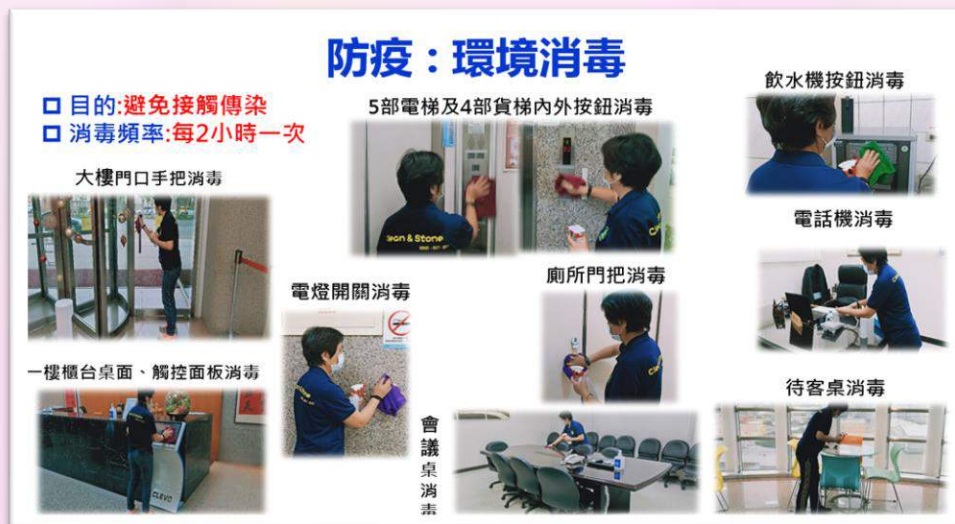 防疫：環境消毒
目的:避免接觸傳染
消毒頻率:每2小時一次
5部電梯及4部貨梯內外按鈕消毒
飲水機按鈕消毒
大樓門口手把消毒
Clean & Stone
電話機消毒
電燈開關消毒
廁所門把消毒
一樓櫃台桌面、觸控面板消毒
CLEVO
會議桌消毒
待客桌消毒